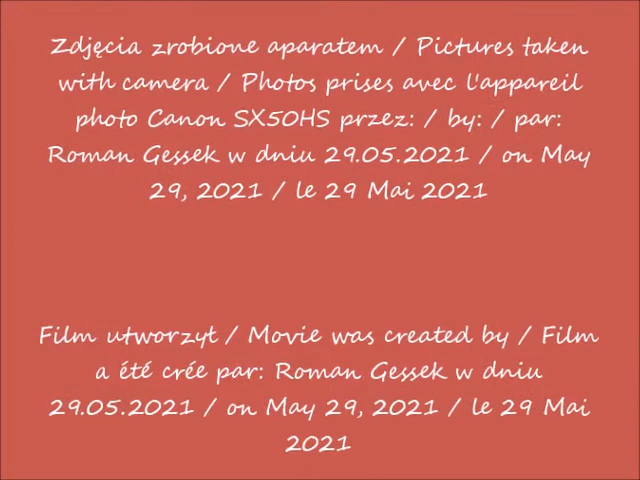 Zdjęcia zrobione aparatem / Pictures taken
with camera / Photos prises avec l'appareil
photo Canon SX50HS przez: / by: / par:
Roman Gessek w dniu 29.05.2021 / on May
29, 2021 / le 29 Mai 2021
Film utworzył / Movie was created by / Film
a été crée par: Roman Gessek w dniu
29.05.2021 / on May 29, 2021 / le 29 Mai
2021